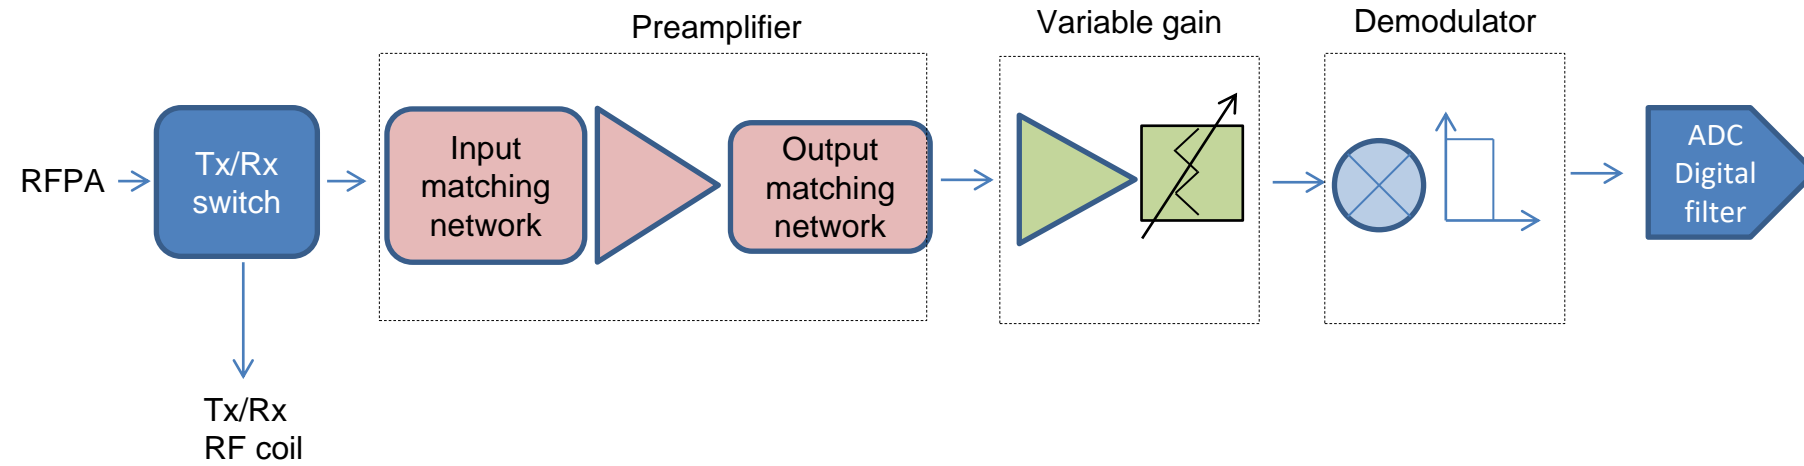 Preamplifier
Variable gain
Demodulator
RFPA
Tx/Rx
switch
Input
matching
network
Output
matching
network
ADC
Digital
filter
Tx/Rx
RF coil